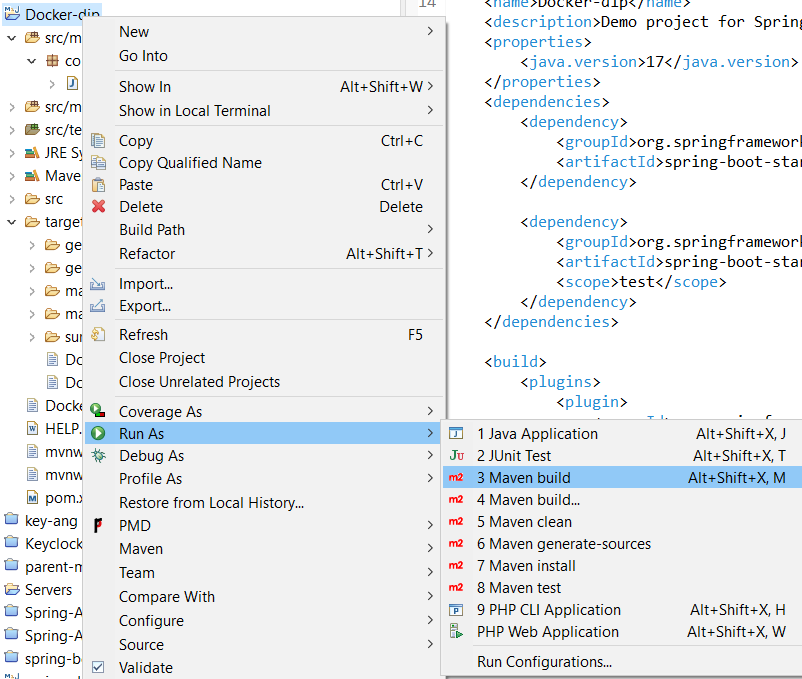 Docker-dip
src/m
co
src/m
src/te
JRE Sy
Mave
src
target
ge
ge
ma
ma
sur
Do
Do
Docke
HELP.
mvnw
mvnw
pom.x
key-ang
Keyclock
parent-m
Servers
Spring-A
Spring-A
spring-b
New
Go Into
Show In Alt+Shift+W
Show in Local Terminal
Copy Ctrl+C
Copy Qualified Name
Paste Ctrl+V
Delete Delete
Build Path
Refactor Alt+Shift+T
Import...
Export...
Refresh F5
Close Project
Close Unrelated Projects
Coverage As
Run As
Debug As
Profile As
Restore from Local History...
PMD
Maven
Team
Compare With
Configure
Source
Validate
14 <name>Docker-dip</name>
<description>Demo project for Spring
<properties>
<java.version>17</java.version>
</properties>
<dependencies>
<dependency>
<groupId>org.springframework
<artifactId>spring-boot-star
</dependency>
<dependency>
<groupId>org.springframework
<artifactId>spring-boot-star
<scope>test</scope>
</dependency>
</dependencies>
<build>
<plugins>
<plugin>
1 Java Application Alt+Shift+X, J
2 JUnit Test Alt+Shift+X, T
3 Maven build Alt+Shift+X, M
4 Maven build...
5 Maven clean
6 Maven generate-sources
7 Maven install
8 Maven test
9 PHP CLI Application Alt+Shift+X, H
PHP Web Application Alt+Shift+X, W
Run Configurations...